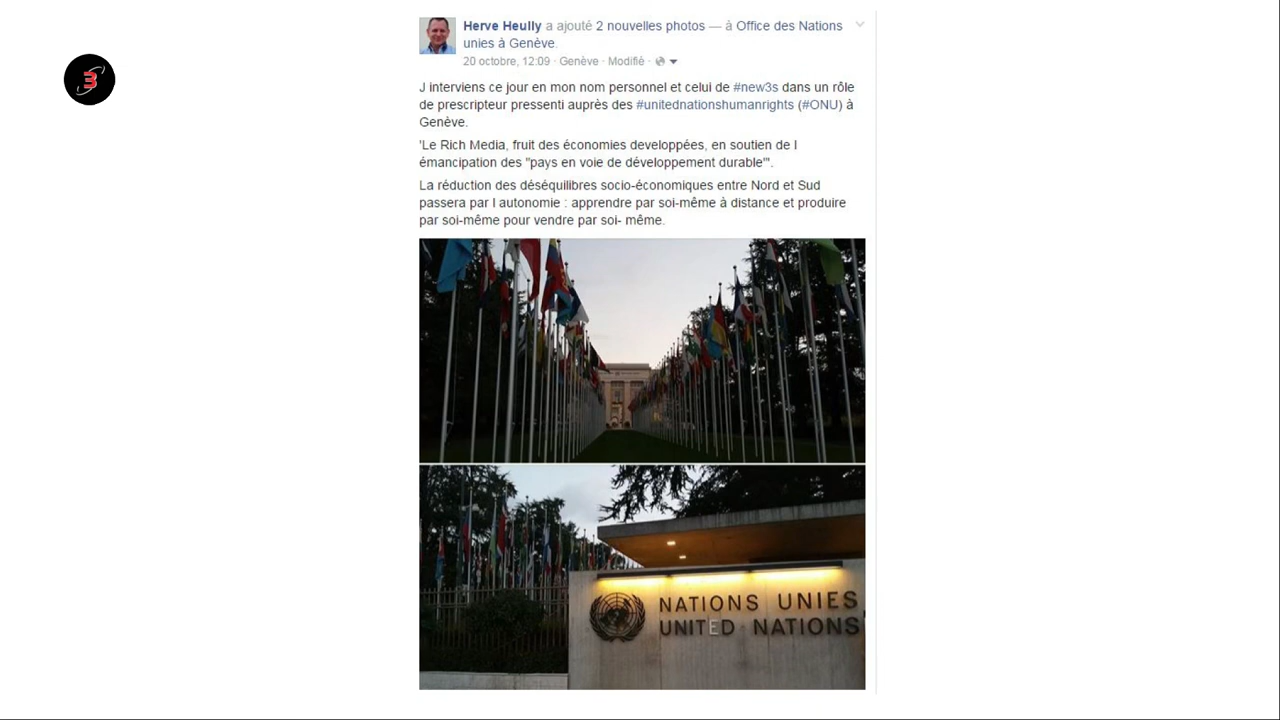 3
Herve Heully a ajouté 2 nouvelles photos — à Office des Nations
unies à Genève.
20 octobre, 12:09 · Genève · Modifié ·
J interviens ce jour en mon nom personnel et celui de #new3s dans un rôle
de prescripteur pressenti auprès des #unitednationshumanrights (#ONU) à
Genève.
'Le Rich Media, fruit des économies developpées, en soutien de l
émancipation des "pays en voie de développement durable"'.
La réduction des déséquilibres socio-économiques entre Nord et Sud
passera par l autonomie : apprendre par soi-même à distance et produire
par soi-même pour vendre par soi- même.
NATIONS UNIES
UNITED NATIONS